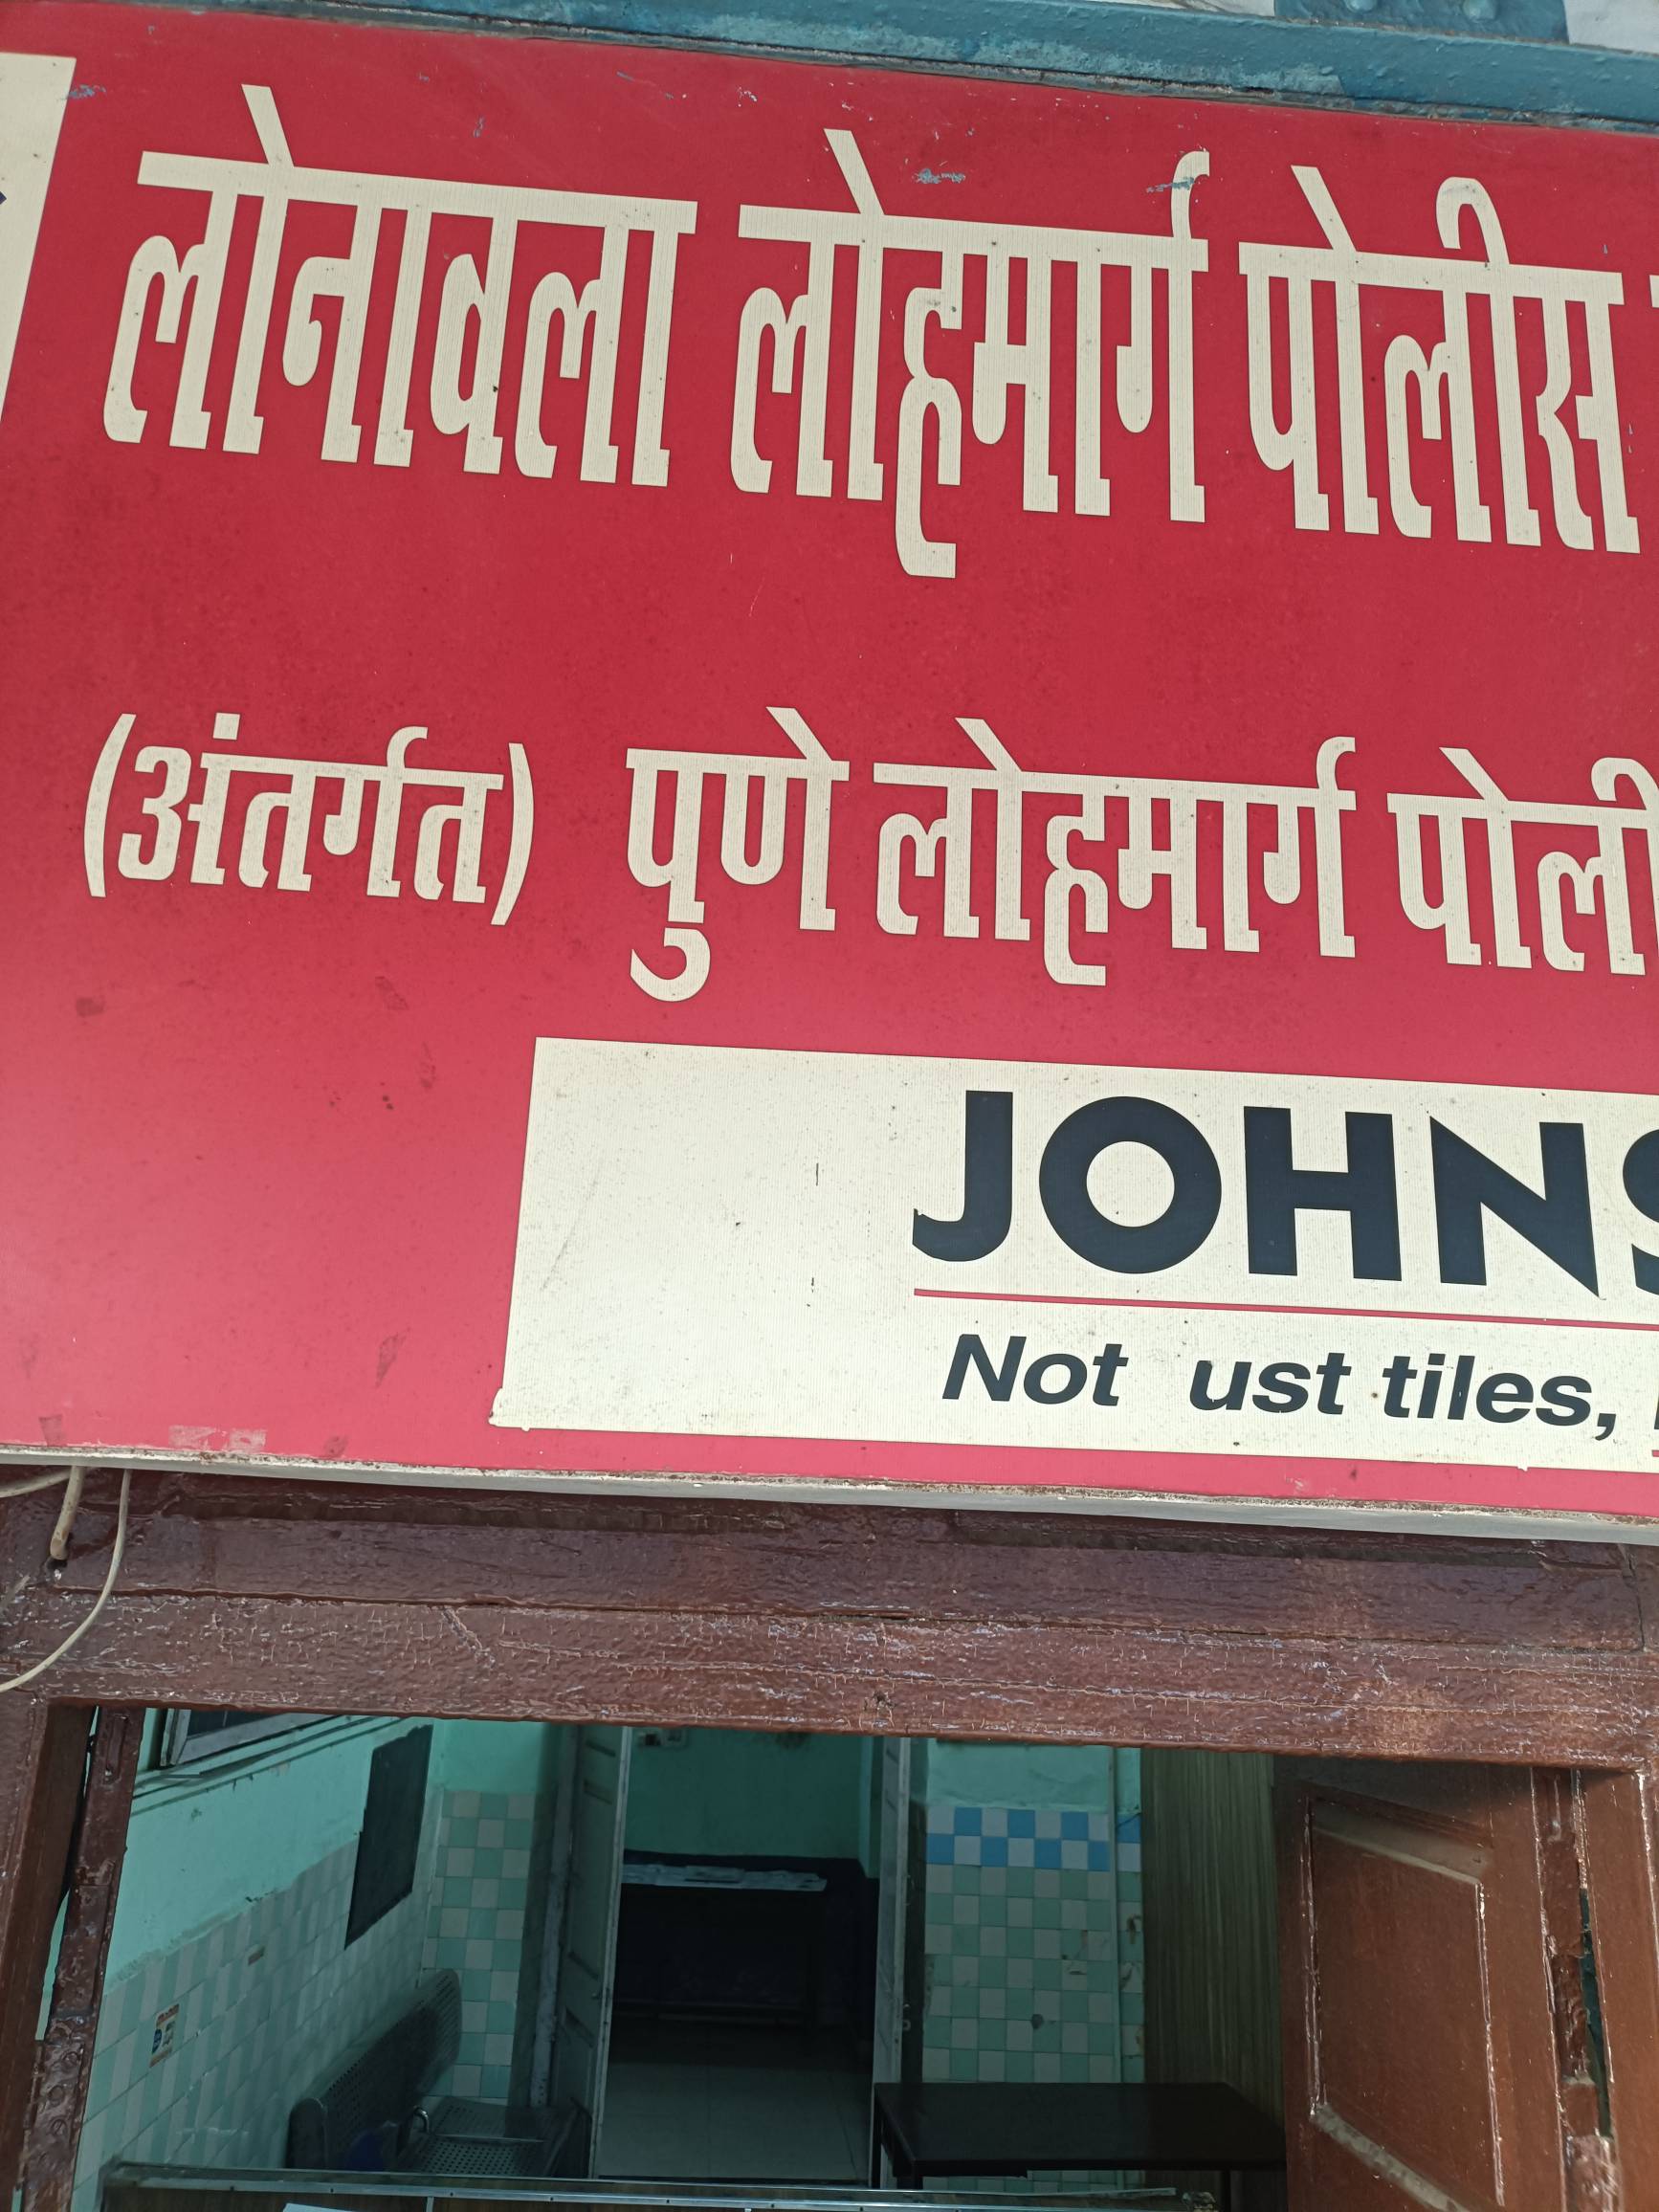 लोनावला लोहमार्ग पोलीस
(अंतर्गत) पुणे लोहमार्ग पोली
JOHNS
Not ust tiles,